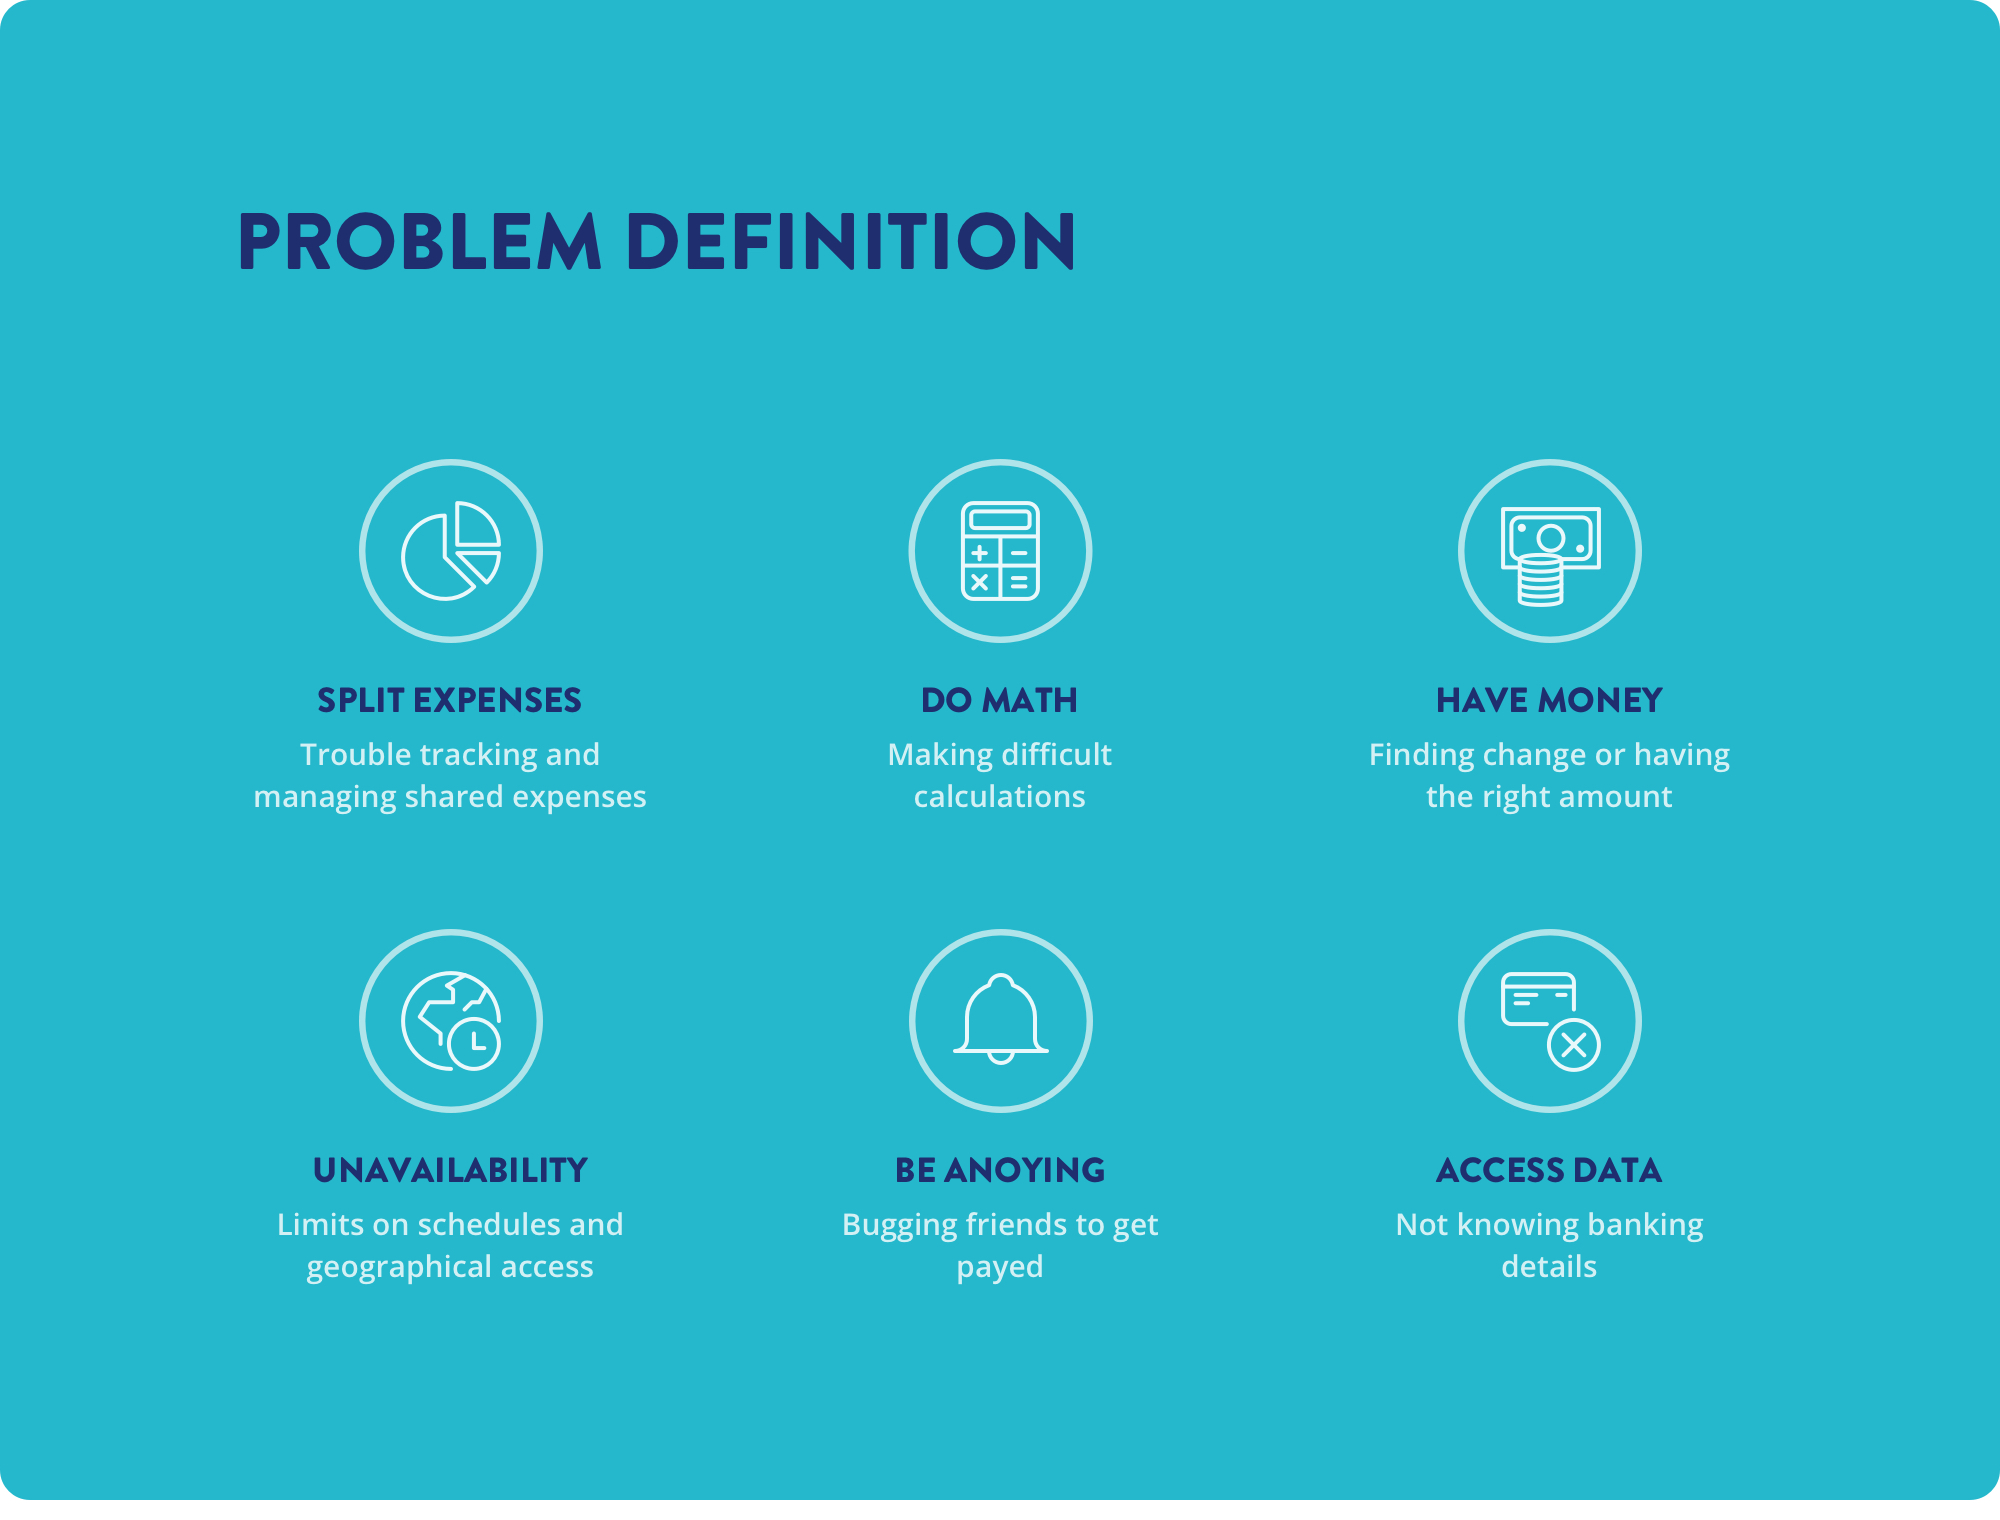 PROBLEM DEFINITION
SPLIT EXPENSES
Trouble tracking and
managing shared expenses
DO MATH
Making difficult
calculations
HAVE MONEY
Finding change or having
the right amount
UNAVAILABILITY
Limits on schedules and
geographical access
BE ANOYING
Bugging friends to get
payed
ACCESS DATA
Not knowing banking
details